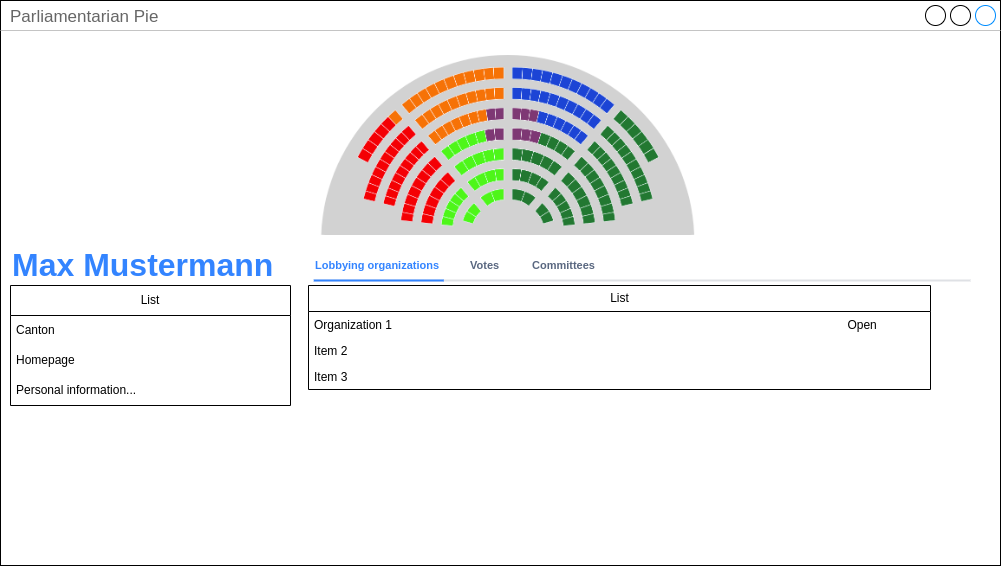 Parliamentarian Pie
Max Mustermann
List
Canton
Homepage
Personal information...
Lobbying organizations Votes Committees
List
Organization 1 Open
Item 2
Item 3